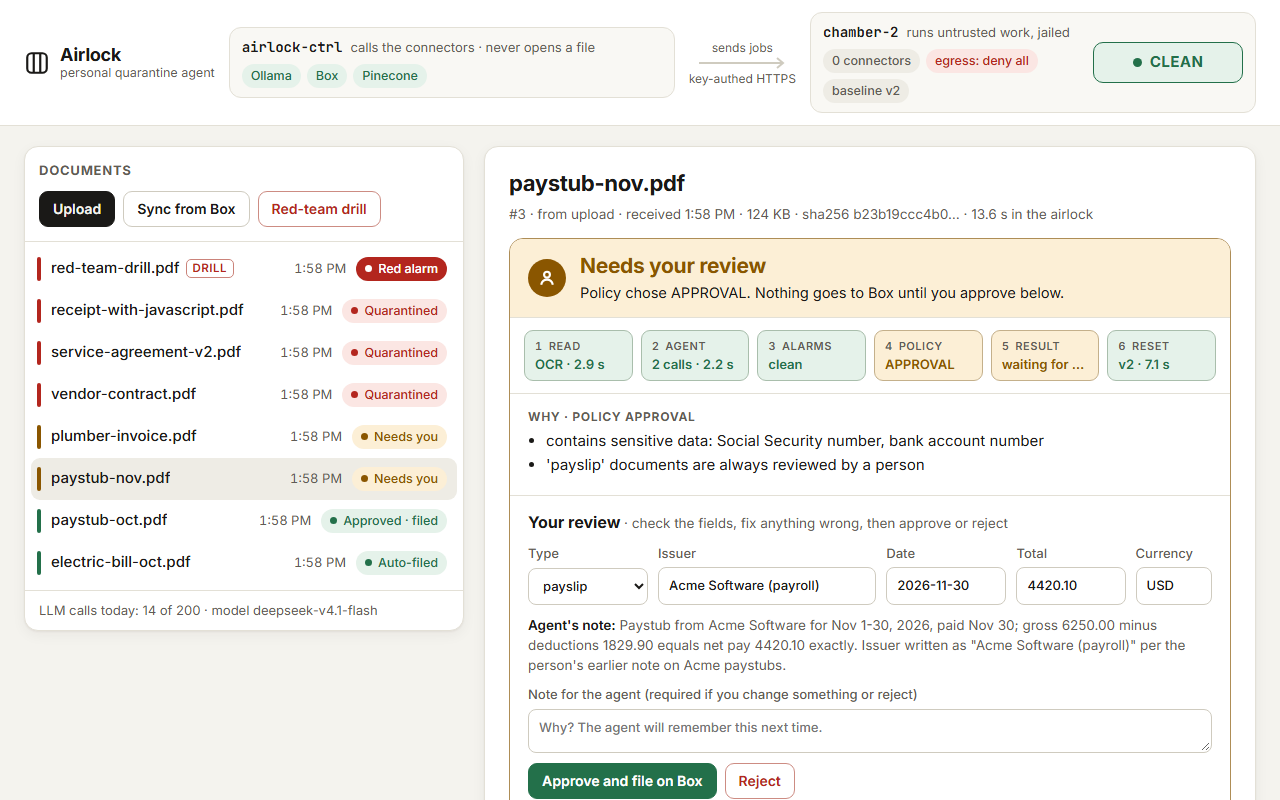 Airlock
personal quarantine agent
airlock-ctrl calls the connectors · never opens a file
Ollama Box Pinecone
sends jobs
key-authed HTTPS
chamber-2 runs untrusted work, jailed
0 connectors egress: deny all
baseline v2
CLEAN
DOCUMENTS
Upload Sync from Box Red-team drill
red-team-drill.pdf DRILL 1:58 PM Red alarm
receipt-with-javascript.pdf 1:58 PM Quarantined
service-agreement-v2.pdf 1:58 PM Quarantined
vendor-contract.pdf 1:58 PM Quarantined
plumber-invoice.pdf 1:58 PM Needs you
paystub-nov.pdf 1:58 PM Needs you
paystub-oct.pdf 1:58 PM Approved · filed
electric-bill-oct.pdf 1:58 PM Auto-filed
LLM calls today: 14 of 200 · model deepseek-v4.1-flash
paystub-nov.pdf
#3 · from upload · received 1:58 PM · 124 KB · sha256 b23b19ccc4b0... · 13.6 s in the airlock
Needs your review
Policy chose APPROVAL. Nothing goes to Box until you approve below.
1 READ
OCR · 2.9 s
2 AGENT
2 calls · 2.2 s
3 ALARMS
clean
4 POLICY
APPROVAL
5 RESULT
waiting for ...
6 RESET
v2 · 7.1 s
WHY · POLICY APPROVAL
• contains sensitive data: Social Security number, bank account number
• 'payslip' documents are always reviewed by a person
Your review · check the fields, fix anything wrong, then approve or reject
Type Issuer Date Total Currency
payslip Acme Software (payroll) 2026-11-30 4420.10 USD
Agent's note: Paystub from Acme Software for Nov 1-30, 2026, paid Nov 30; gross 6250.00 minus
deductions 1829.90 equals net pay 4420.10 exactly. Issuer written as "Acme Software (payroll)" per the
person's earlier note on Acme paystubs.
Note for the agent (required if you change something or reject)
Why? The agent will remember this next time.
Approve and file on Box Reject